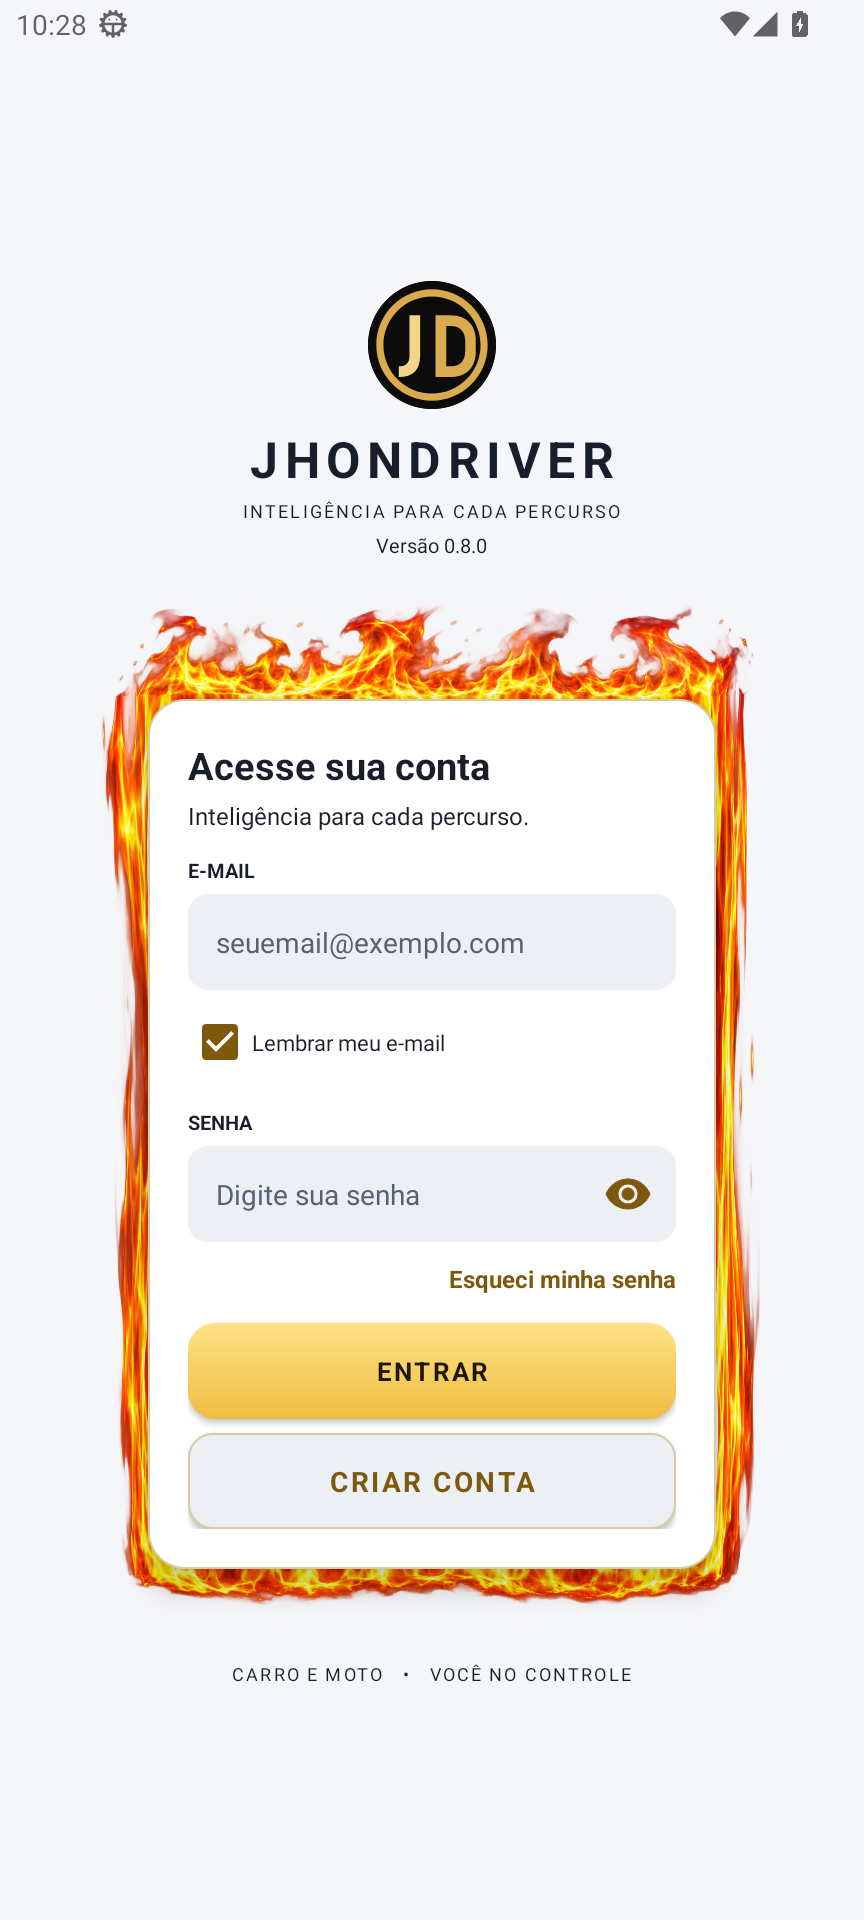 10:28
JD
JHONDRIVER
INTELIGÊNCIA PARA CADA PERCURSO
Versão 0.8.0
Acesse sua conta
Inteligência para cada percurso.
E-MAIL
seuemail@exemplo.com
Lembrar meu e-mail
SENHA
Digite sua senha
Esqueci minha senha
ENTRAR
CRIAR CONTA
CARRO E MOTO • VOCÊ NO CONTROLE